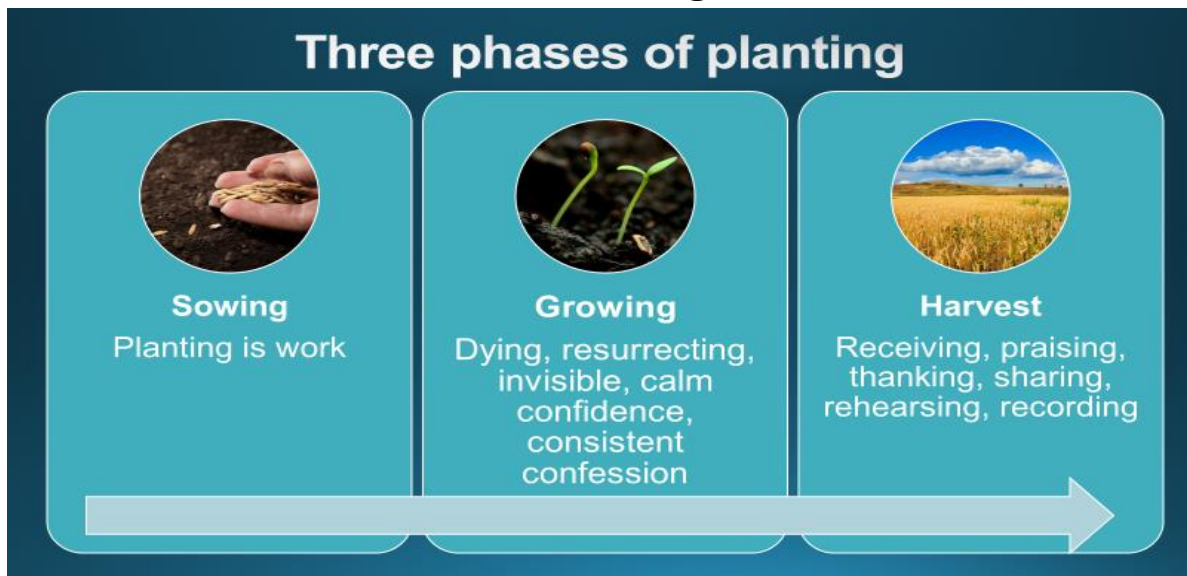 Three phases of planting
Sowing
Planting is work
Growing
Dying, resurrecting,
invisible, calm
confidence,
consistent
confession
Harvest
Receiving, praising,
thanking, sharing,
rehearsing, recording